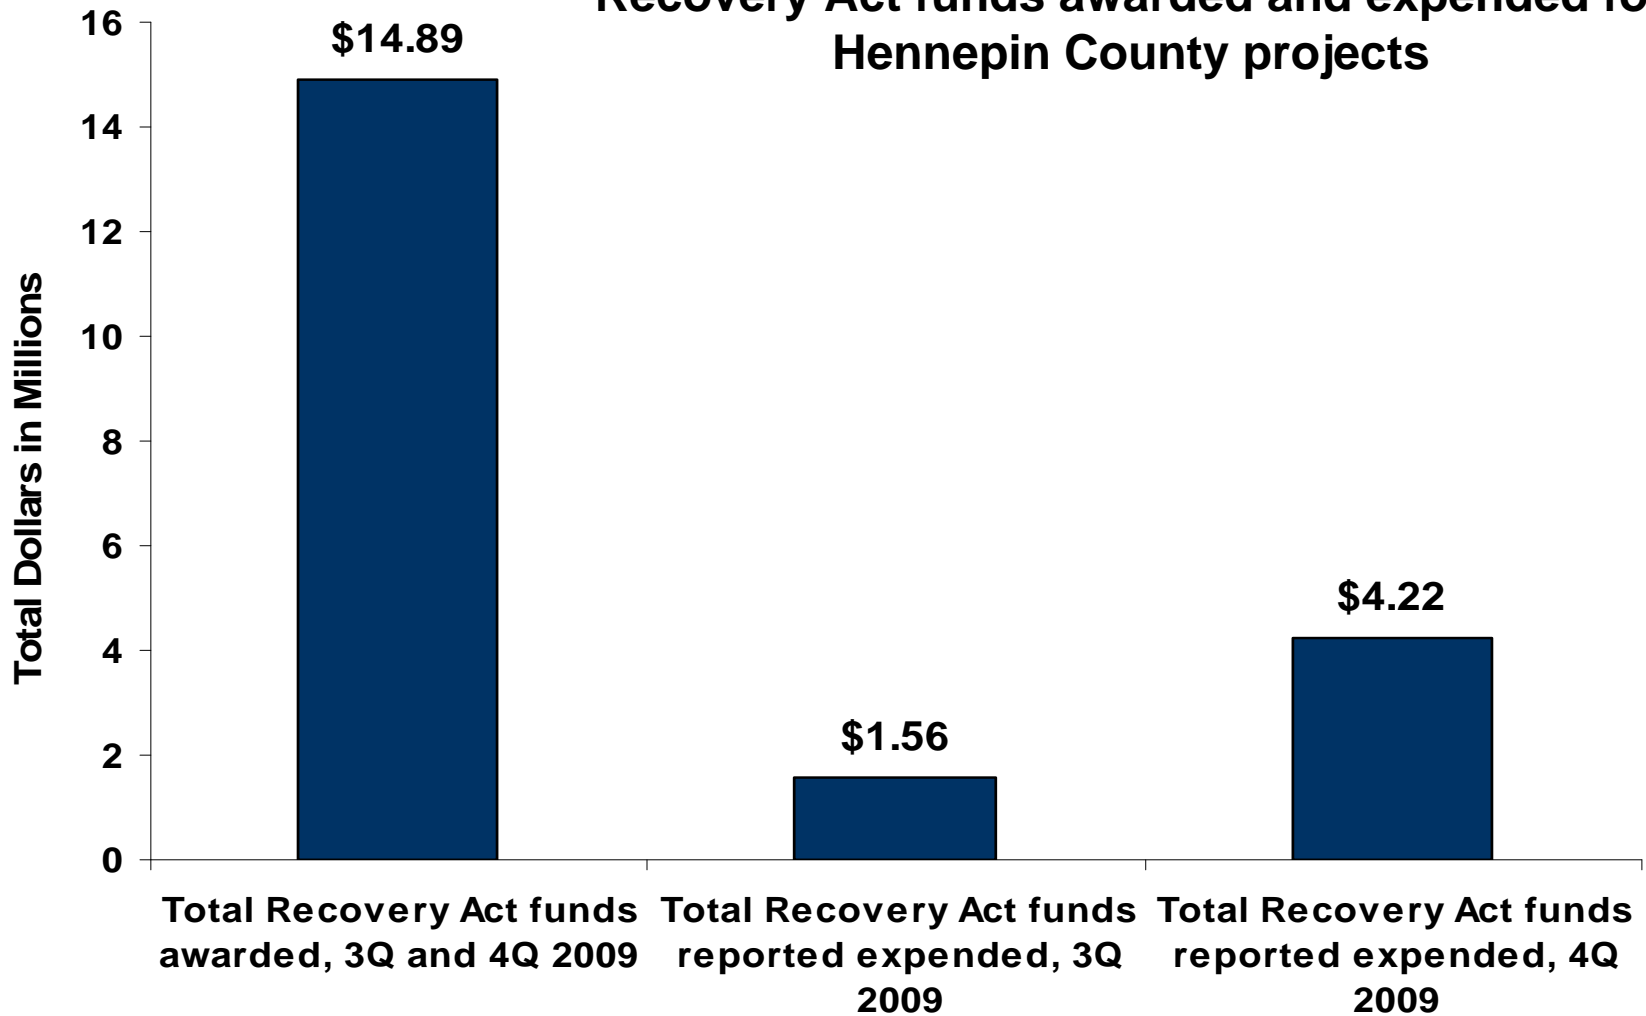 Recovery Act funds awarded and expended fo
Hennepin County projects
Total Dollars in Millions
16
14
12
10
8
6
4
2
0
$14.89
$1.56
$4.22
Total Recovery Act funds
awarded, 3Q and 4Q 2009
Total Recovery Act funds
reported expended, 3Q
2009
Total Recovery Act funds
reported expended, 4Q
2009